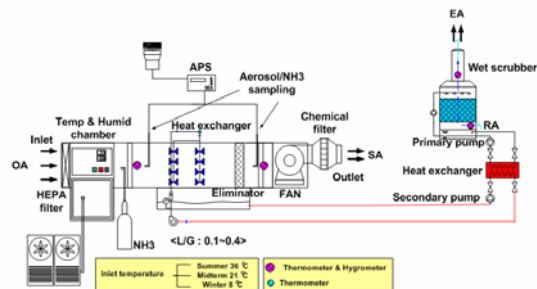 EA
APS
Wet scrubber
Aerosol/NH3
sampling
Chemical
filter
Temp & Humid
chamber
Heat exchanger
RA
Primary pump
Inlet
OA
SA
Heat exchanger
HEPA
filter
Eliminator
FAN
Outlet
Secondary pump
NH3
<L/G : 0.1~0.4>
Inlet temperature
Summer 36 ℃
Midterm 21 ℃
Winter 8 ℃
Thermometer & Hygrometer
Thermometer